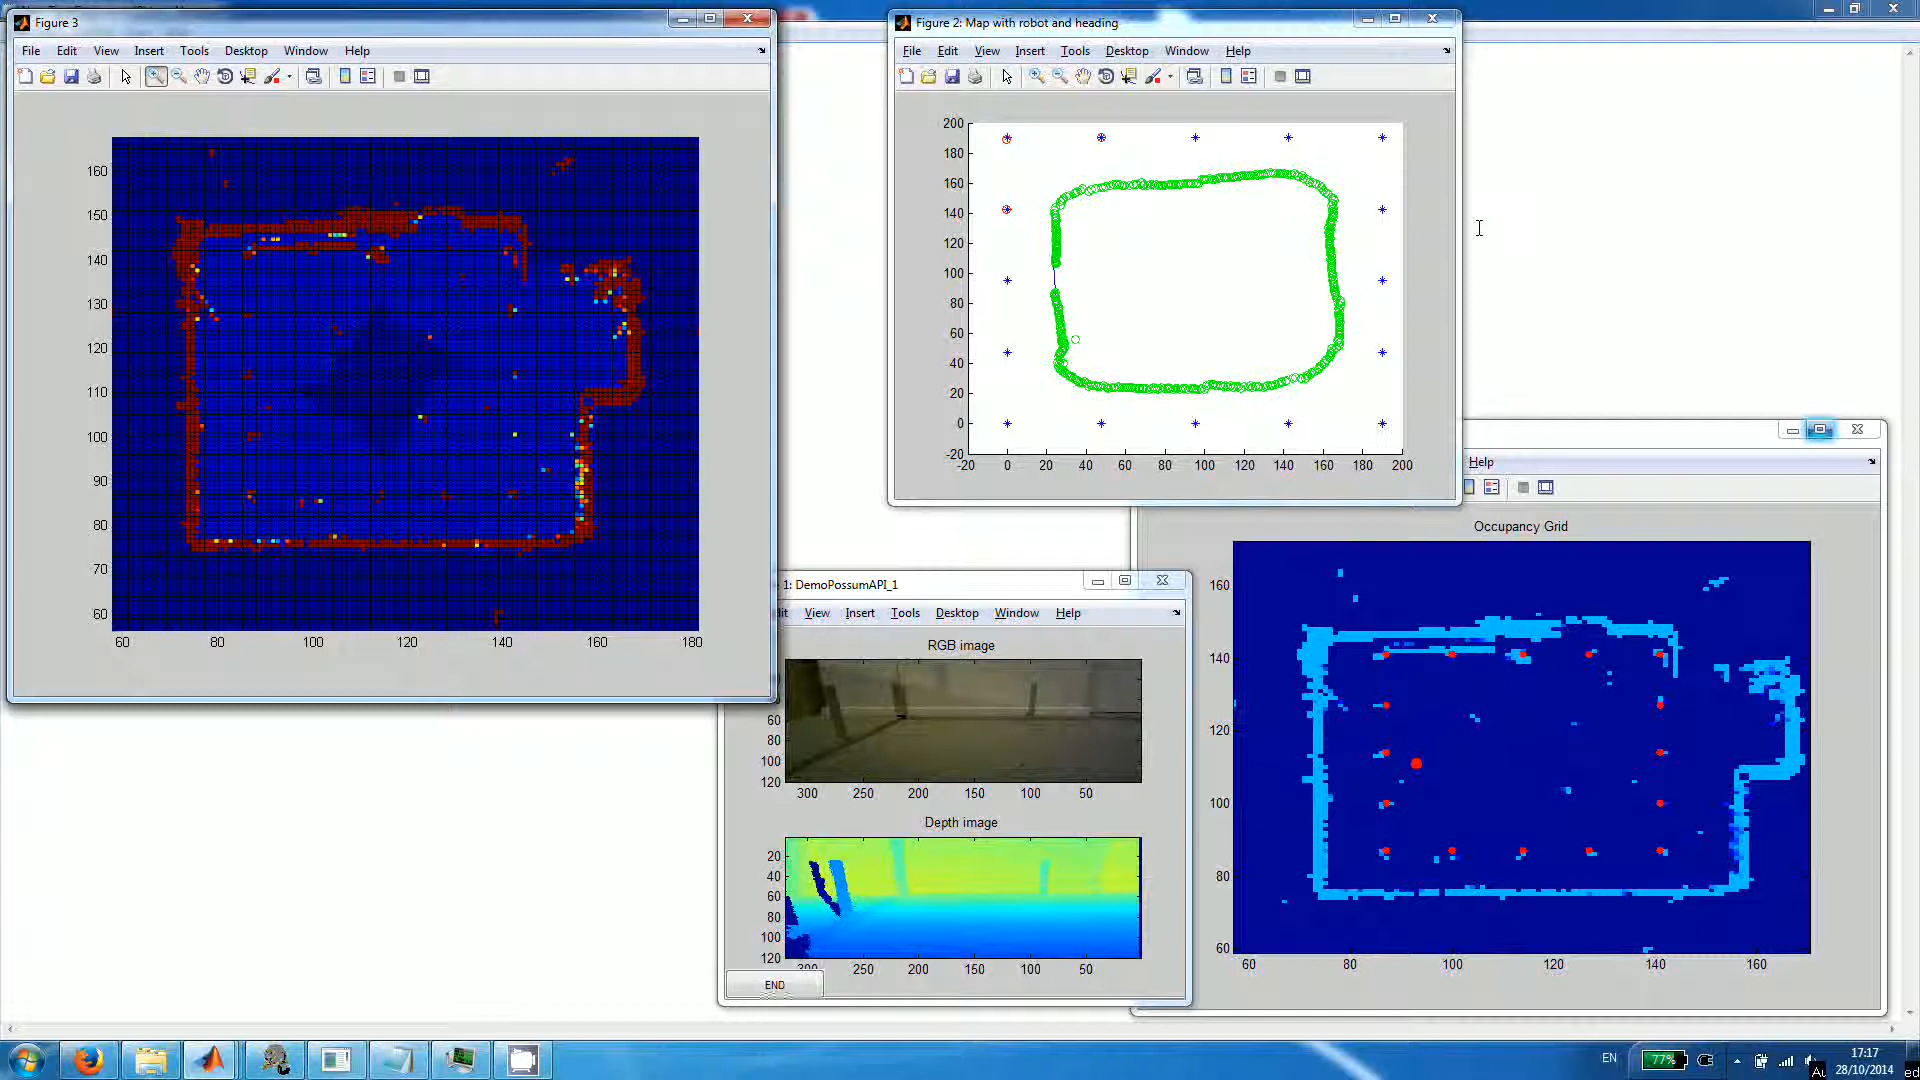 Figure 3
File Edit View Insert Tools Desktop Window Help
160
150
140
130
120
110
100
90
80
70
60
60 80 100 120 140 160 180
Figure 2: Map with robot and heading
File Edit View Insert Tools Desktop Window Help
200
180
160
140
120
100
80
60
40
20
0
-20
-20 0 20 40 60 80 100 120 140 160 180 200
Help
Occupancy Grid
160
140
120
100
80
60
60 80 100 120 140 160
1: DemoPossumAPI_1
View Insert Tools Desktop Window Help
RGB image
60
80
100
120
300 250 200 150 100 50
Depth image
20
40
60
80
100
120
300 250 200 150 100 50
END
EN
77%
17:17
28/10/2014